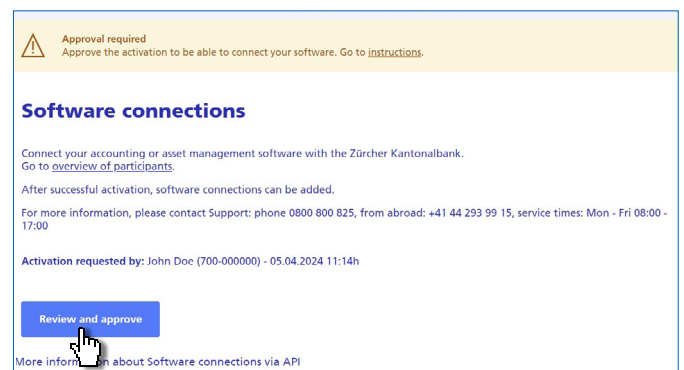 Approval required
Approve the activation to be able to connect your software. Go to instructions.
Software connections
Connect your accounting or asset management software with the Zürcher Kantonalbank.
Go to overview of participants.
After successful activation, software connections can be added.
For more information, please contact Support: phone 0800 800 825, from abroad: +41 44 293 99 15, service times: Mon - Fri 08:00 -
17:00
Activation requested by: John Doe (700-000000) - 05.04.2024 11:14h
Review and approve
More information about Software connections via API